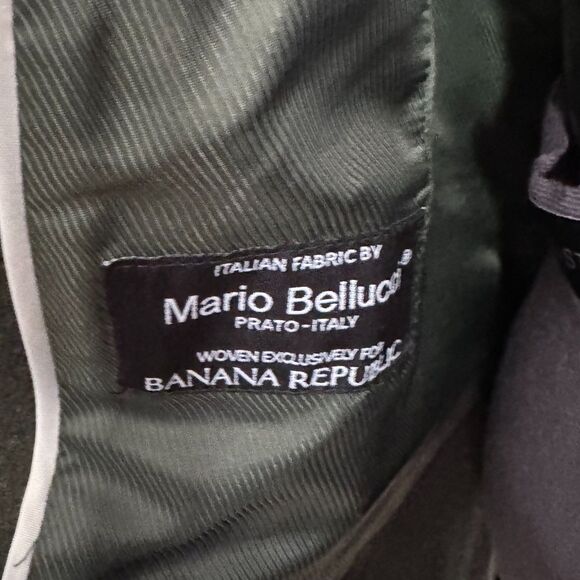 ITALIAN FABRIC BY
Mario Bellucci ®
PRATO-ITALY
WOVEN EXCLUSIVELY FOR
BANANA REPUBLIC